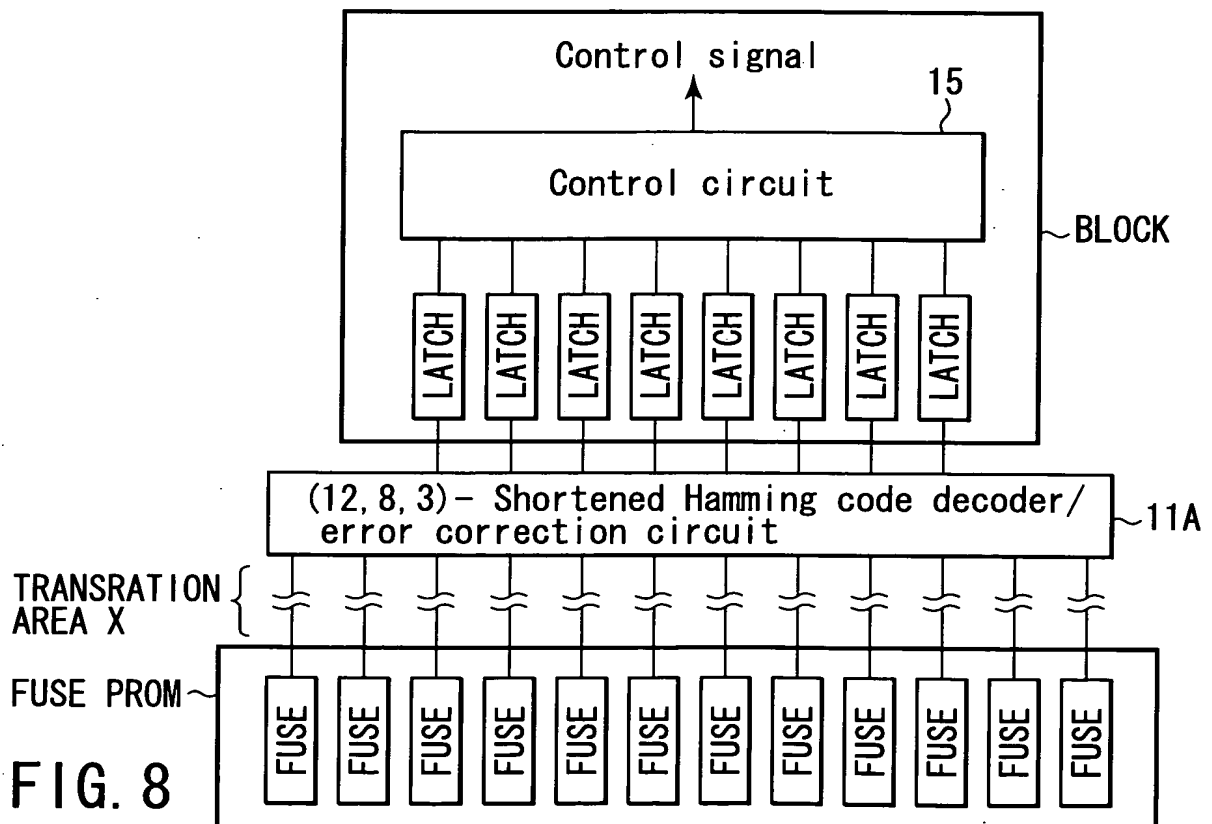 Control signal
15
Control circuit
BLOCK
LATCH LATCH LATCH LATCH LATCH LATCH LATCH LATCH
(12, 8, 3)- Shortened Hamming code decoder/
error correction circuit
11A
TRANSRATION
AREA X
FUSE PROM
FUSE FUSE FUSE FUSE FUSE FUSE FUSE FUSE FUSE FUSE FUSE FUSE
FIG. 8